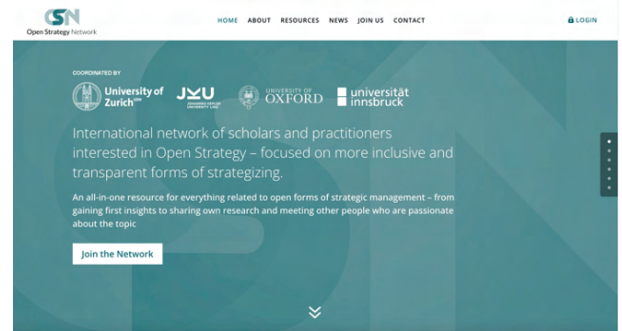 OSN
Open Strategy Network
HOME ABOUT RESOURCES NEWS JOIN US CONTACT
LOGIN
COORDINATED BY
University of
Zurich
JKU
JOHANNES KEPLER
UNIVERSITY LINZ
UNIVERSITY OF
OXFORD
universität
innsbruck
International network of scholars and practitioners
interested in Open Strategy – focused on more inclusive and
transparent forms of strategizing.
An all-in-one resource for everything related to open forms of strategic management – from
gaining first insights to sharing own research and meeting other people who are passionate
about the topic
Join the Network